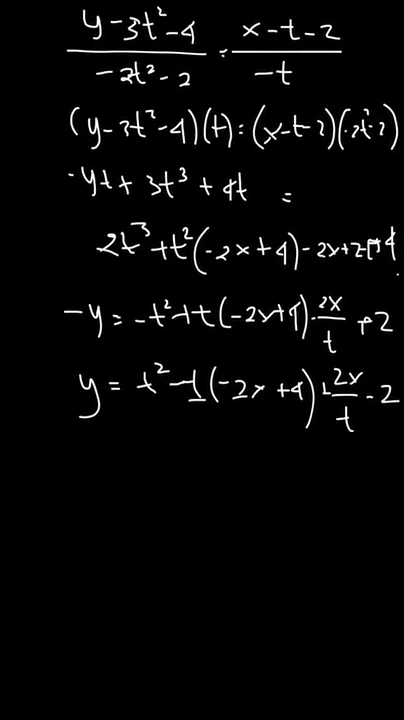 (y-3t²-4)/(-2t²-2) = (x-t-2)/(-t)
(y-3t²-4)(t) = (x-t-2)(-2t²-2)
-yt + 3t³ + 4t =
2t³ + t²(-2x+4) - 2x + 2t + 4
-y = -t² + t(-2x+4) - 2x/t + 2
y = t² - t(-2x+4) + 2x/t - 2